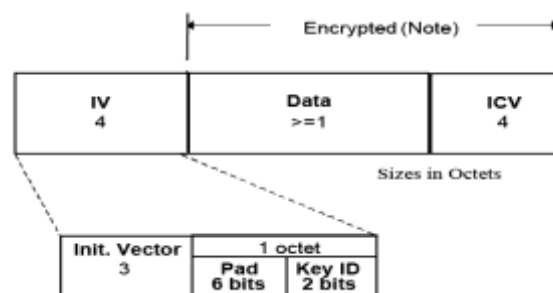 Encrypted (Note)
IV
4
Data
>=1
ICV
4
Sizes in Octets
Init. Vector
3
1 octet
Pad
6 bits
Key ID
2 bits